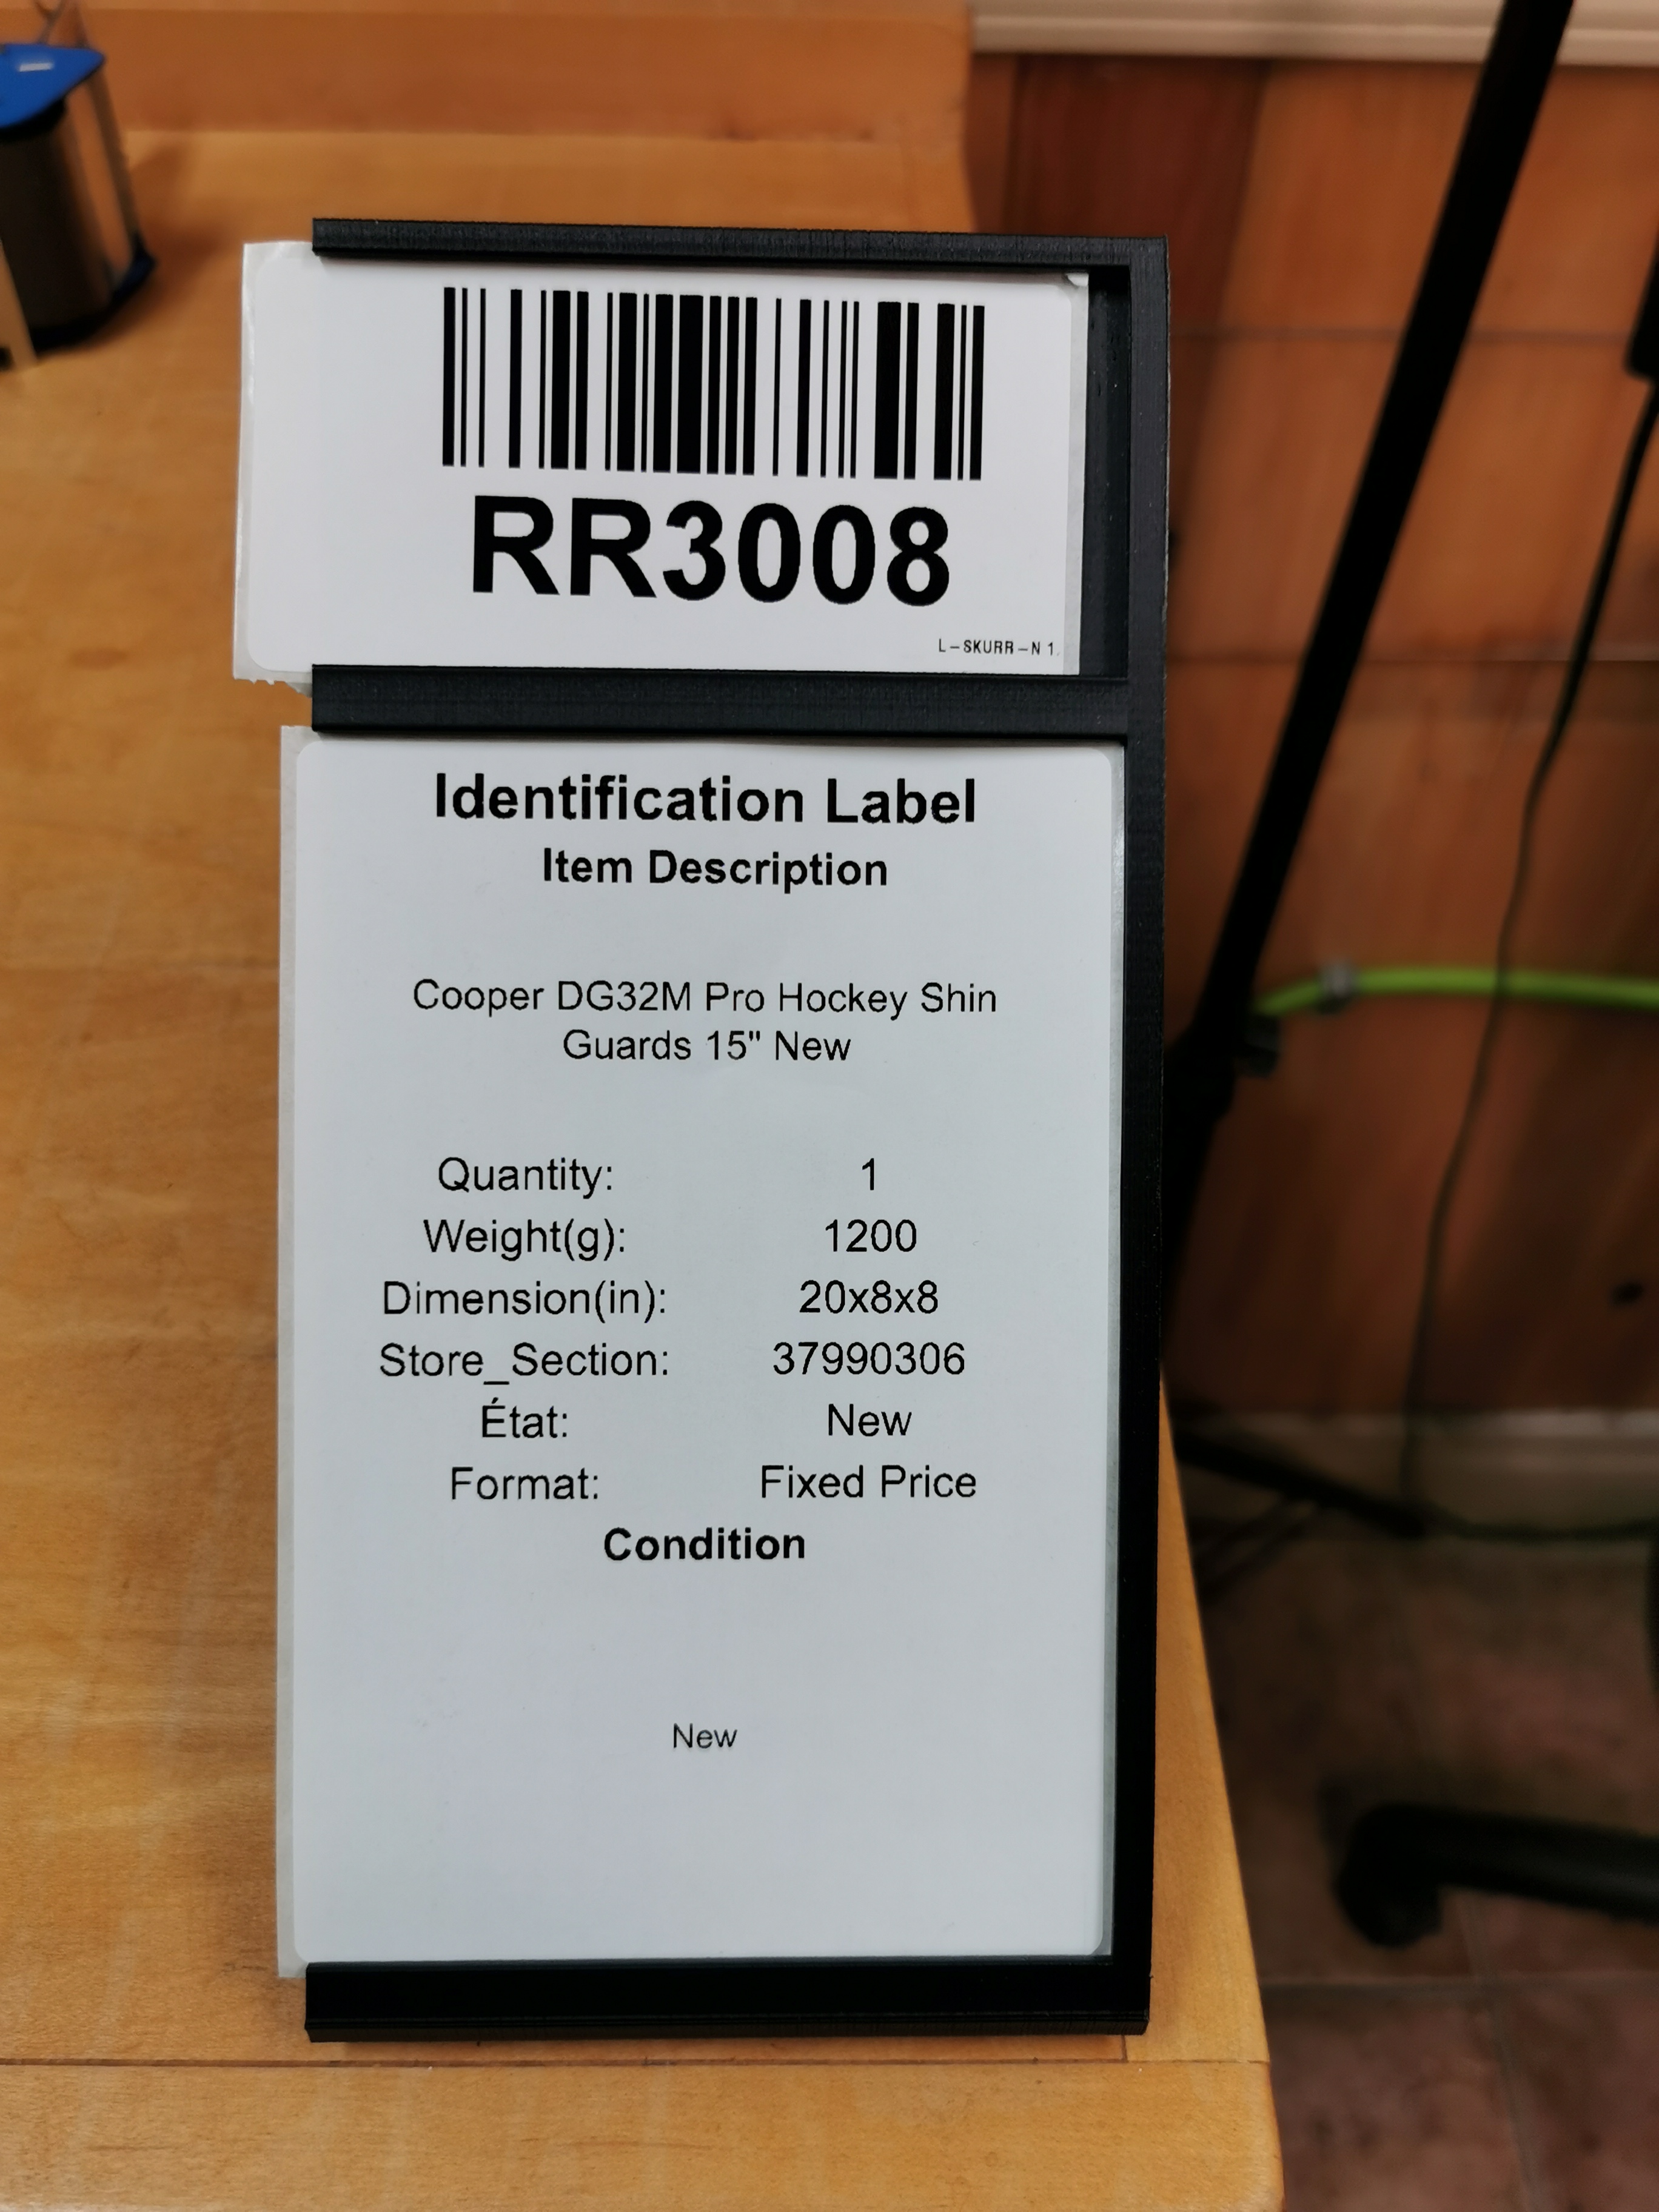 RR3008
L-SKURR-N 1.
Identification Label
Item Description
Cooper DG32M Pro Hockey Shin
Guards 15" New
Quantity: 1
Weight(g): 1200
Dimension(in): 20x8x8
Store_Section: 37990306
État: New
Format: Fixed Price
Condition
New